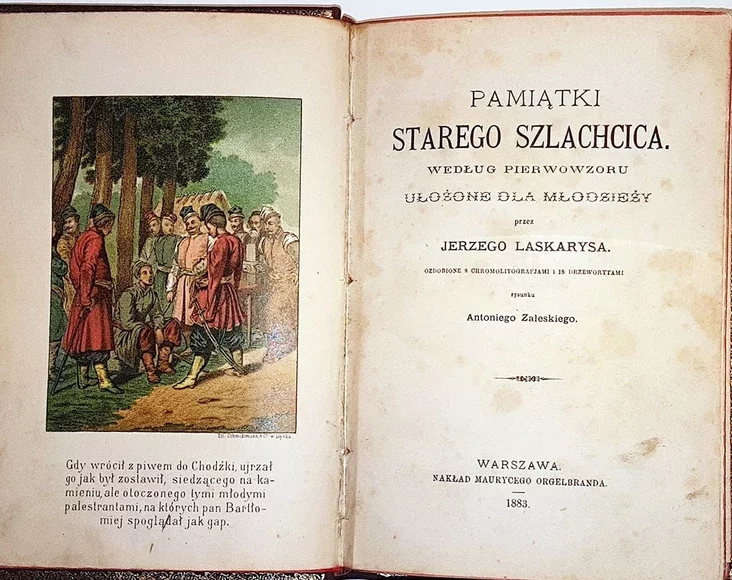 Gdy wrócił z piwem do Chodźki, ujrzał
go jak był zostawił, siedzącego na ka-
mieniu, ale otoczonego tymi młodymi
palestrantami, na których pan Bartło-
miej spoglądał jak gap.
PAMIĄTKI
STAREGO SZLACHCICA.
WEDŁUG PIERWOWZORU
UŁOŻONE DLA MŁODZIEŻY
przez
JERZEGO LASKARYSA.
OZDOBIONE 8 CHROMOLITOGRAFJAMI I 18 DRZEWORYTAMI
rysunku
Antoniego Zaleskiego.
WARSZAWA.
NAKŁAD MAURYCEGO ORGELBRANDA.
1883.